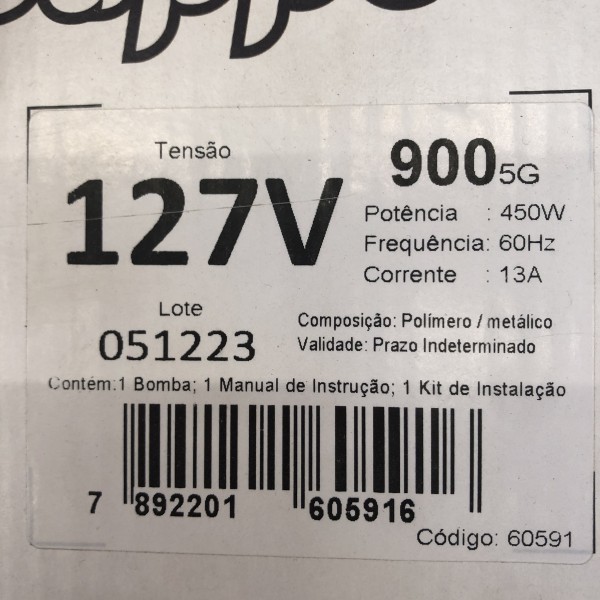 Tensão
127V
900 5G
Potência : 450W
Frequência: 60Hz
Corrente : 13A
Lote
051223
Composição: Polímero / metálico
Validade: Prazo Indeterminado
Contém:1 Bomba; 1 Manual de Instrução; 1 Kit de Instalação
7 892201 605916
Código: 60591